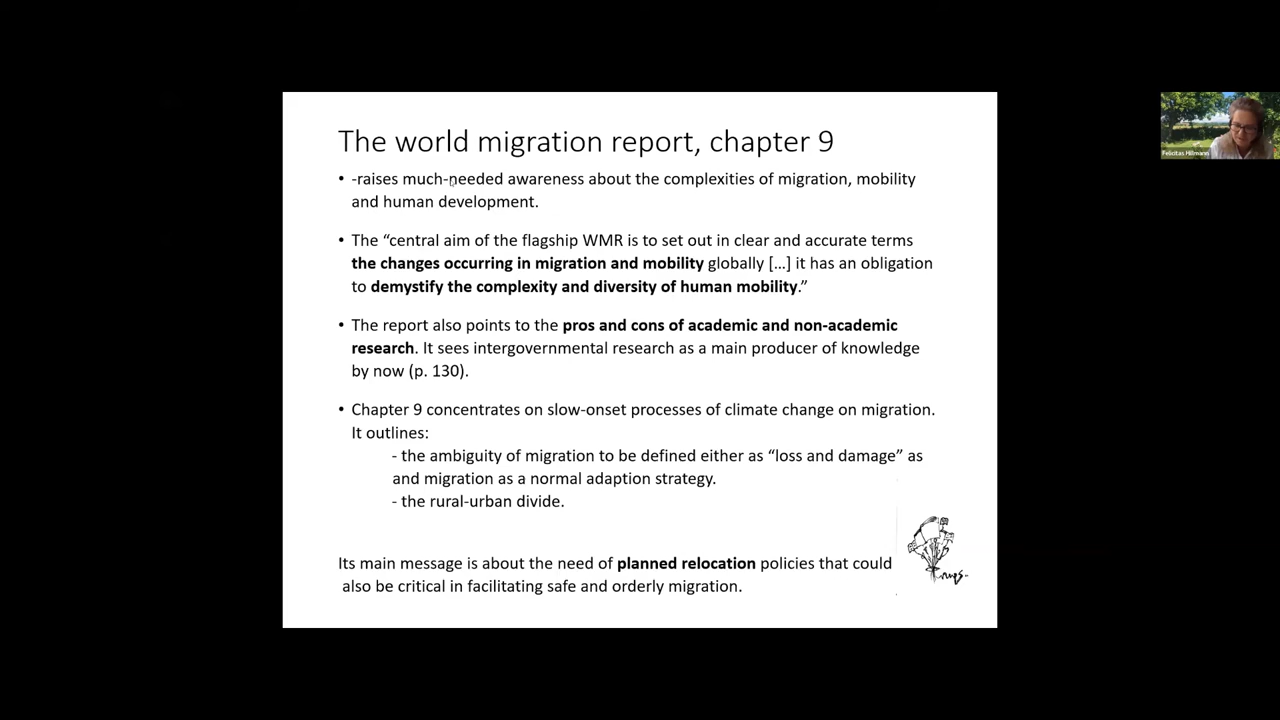 The world migration report, chapter 9
• -raises much-needed awareness about the complexities of migration, mobility
and human development.
• The “central aim of the flagship WMR is to set out in clear and accurate terms
the changes occurring in migration and mobility globally […] it has an obligation
to demystify the complexity and diversity of human mobility.”
• The report also points to the pros and cons of academic and non-academic
research. It sees intergovernmental research as a main producer of knowledge
by now (p. 130).
• Chapter 9 concentrates on slow-onset processes of climate change on migration.
It outlines:
- the ambiguity of migration to be defined either as “loss and damage” as
and migration as a normal adaption strategy.
- the rural-urban divide.
Its main message is about the need of planned relocation policies that could
also be critical in facilitating safe and orderly migration.
Felicitas Hillmann